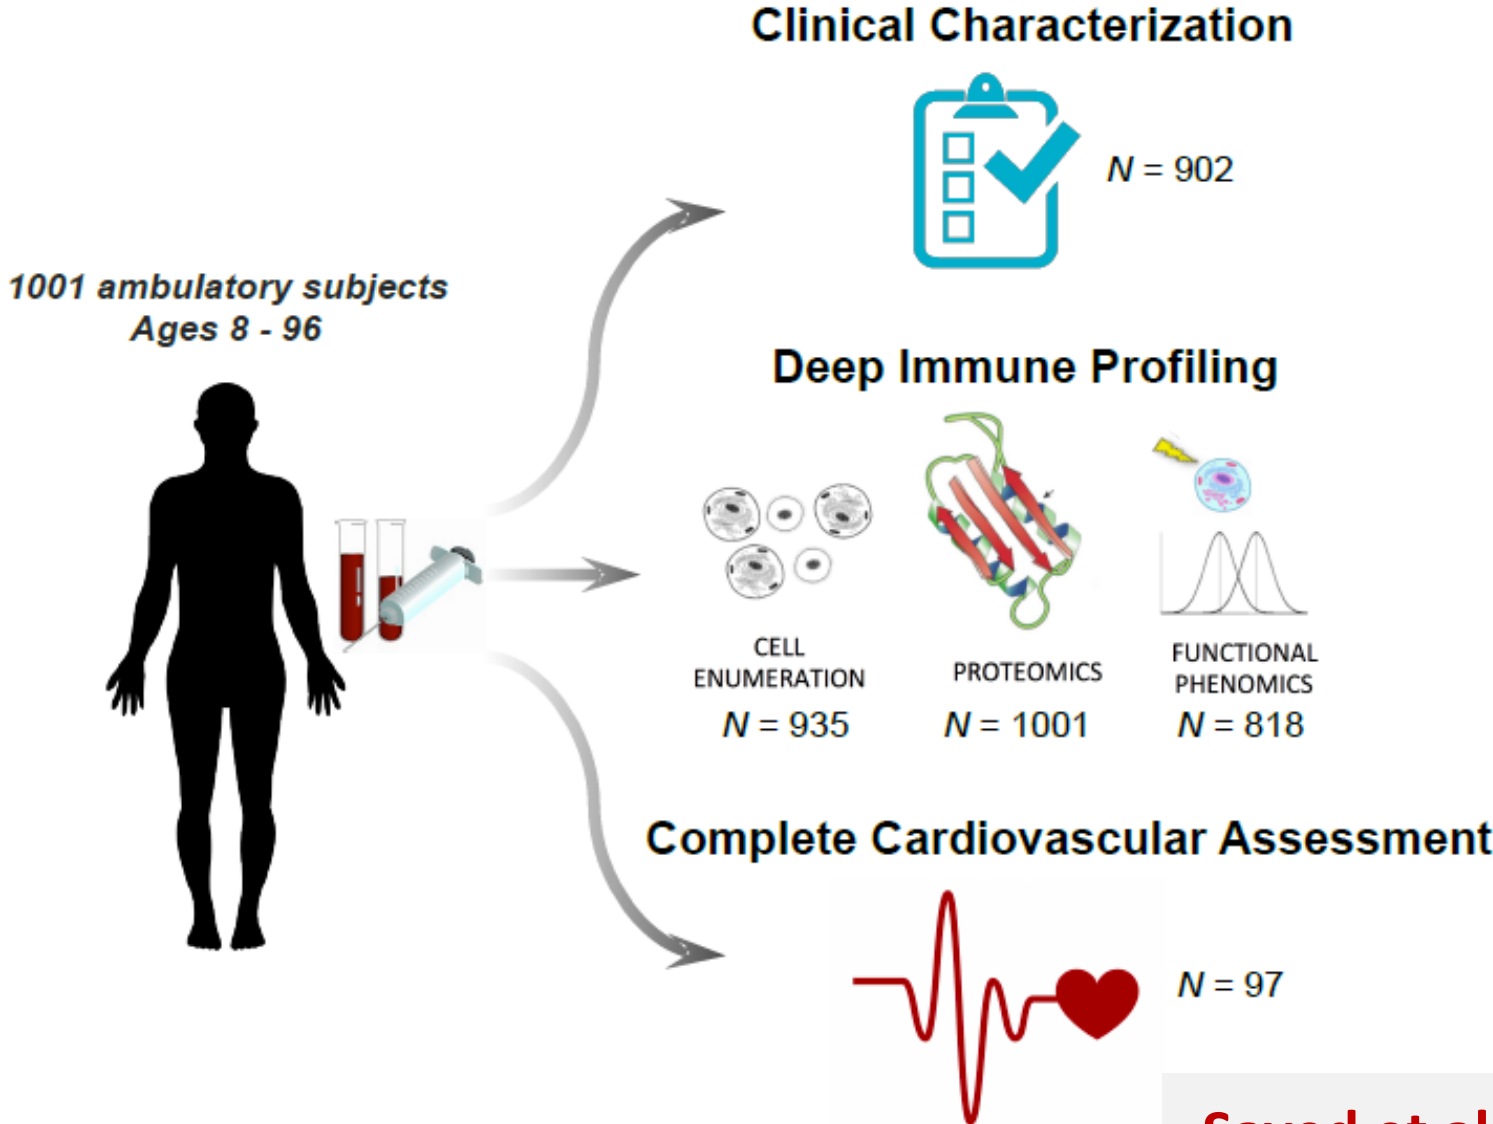 Clinical Characterization
N = 902
1001 ambulatory subjects
Ages 8 - 96
Deep Immune Profiling
CELL
ENUMERATION
N = 935
PROTEOMICS
N = 1001
FUNCTIONAL
PHENOMICS
N = 818
Complete Cardiovascular Assessment
N = 97